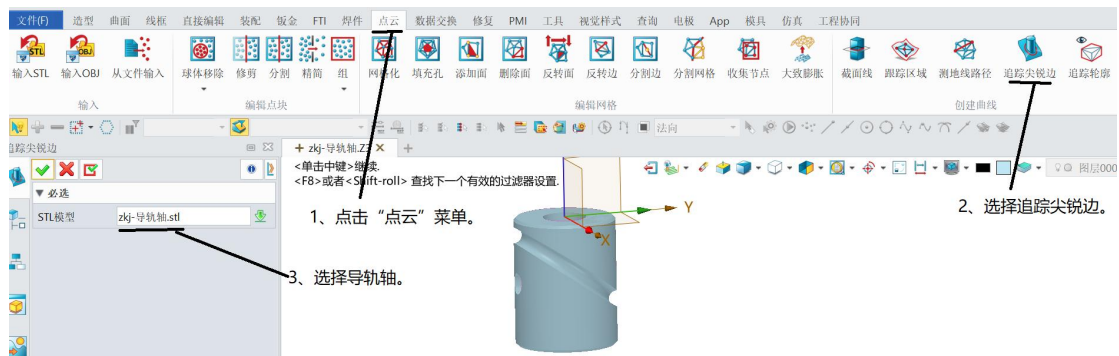 文件(F) 造型 曲面 线框 直接编辑 装配 钣金 FTI 焊件 点云 数据交换 修复 PMI 工具 视觉样式 查询 电极 App 模具 仿真 工程协同
STL OBJ
输入STL 输入OBJ 从文件输入 球体移除 修剪 分割 精简 组 网格化 填充孔 添加面 删除面 反转面 反转边 分割边 分割网格 收集节点 大致膨胀 截面线 跟踪区域 测地线路径 追踪尖锐边 追踪轮廓
输入 编辑点块 编辑网格 创建曲线
法向
追踪尖锐边 zkj-导轨轴.Z3
<单击中键>继续.
<F8>或者<Shift-roll> 查找下一个有效的过滤器设置.
图层000
0
▼ 必选
STL模型 zkj-导轨轴.stl
1、点击“点云”菜单。
2、选择追踪尖锐边。
3、选择导轨轴。
Y
X